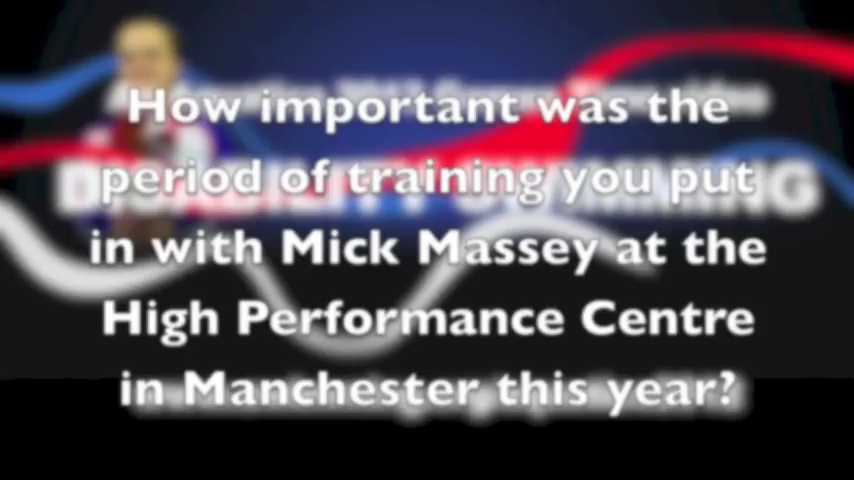 How important was the
period of training you put
in with Mick Massey at the
High Performance Centre
in Manchester this year?